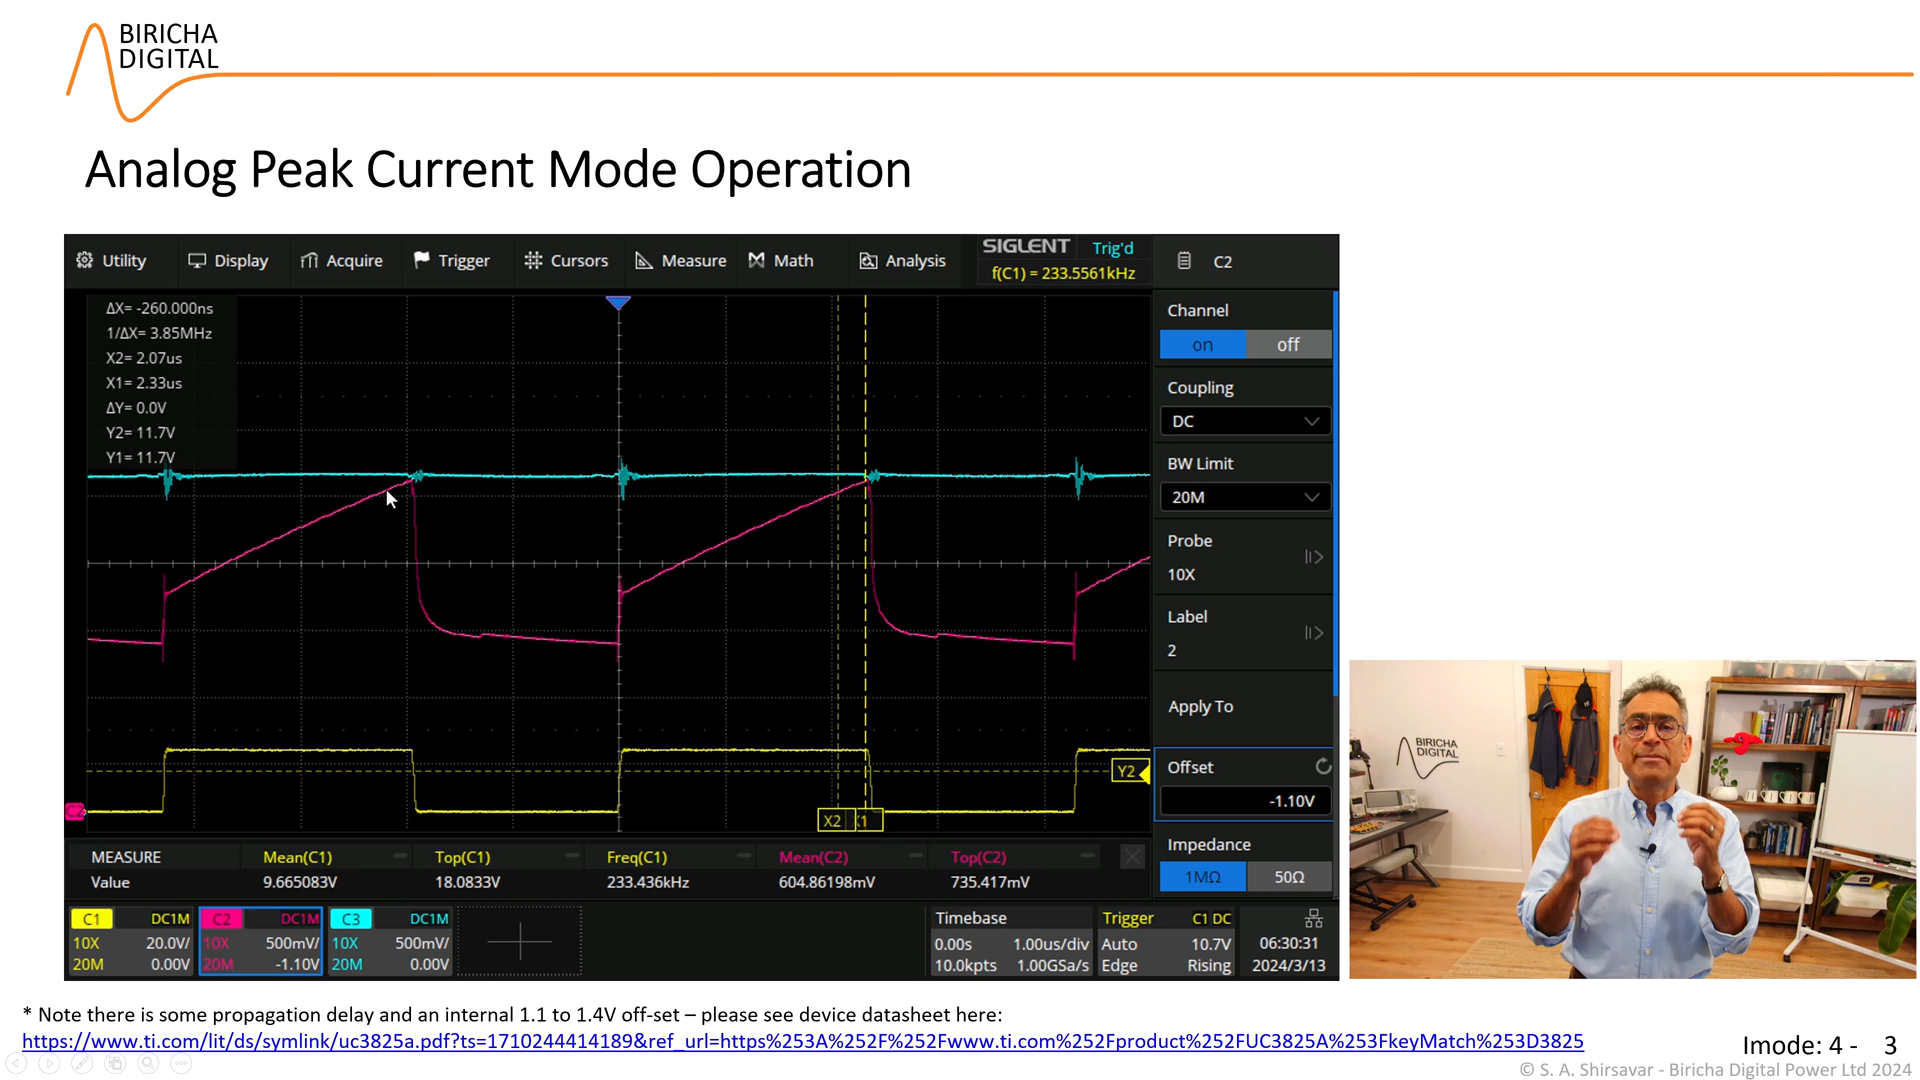 BIRICHA
DIGITAL
Analog Peak Current Mode Operation
Utility Display Acquire Trigger Cursors Measure Math Analysis
SIGLENT Trig'd
f(C1) = 233.5561kHz
C2
ΔX= -260.000ns
1/ΔX= 3.85MHz
X2= 2.07us
X1= 2.33us
ΔY= 0.0V
Y2= 11.7V
Y1= 11.7V
Channel
on off
Coupling
DC
BW Limit
20M
Probe
10X
Label
2
Apply To
Offset
-1.10V
Impedance
1MΩ 50Ω
Y2
C2
X2 X1
MEASURE Mean(C1) Top(C1) Freq(C1) Mean(C2) Top(C2)
Value 9.665083V 18.0833V 233.436kHz 604.86198mV 735.417mV
C1 DC1M
10X 20.0V/
20M 0.00V
C2 DC1M
10X 500mV/
20M -1.10V
C3 DC1M
10X 500mV/
20M 0.00V
Timebase
0.00s 1.00us/div
10.0kpts 1.00GSa/s
Trigger C1 DC
Auto 10.7V
Edge Rising
06:30:31
2024/3/13
BIRICHA
DIGITAL
* Note there is some propagation delay and an internal 1.1 to 1.4V off-set – please see device datasheet here:
https://www.ti.com/lit/ds/symlink/uc3825a.pdf?ts=1710244414189&ref_url=https%253A%252F%252Fwww.ti.com%252Fproduct%252FUC3825A%253FkeyMatch%253D3825
Imode: 4 - 3
© S. A. Shirsavar - Biricha Digital Power Ltd 2024